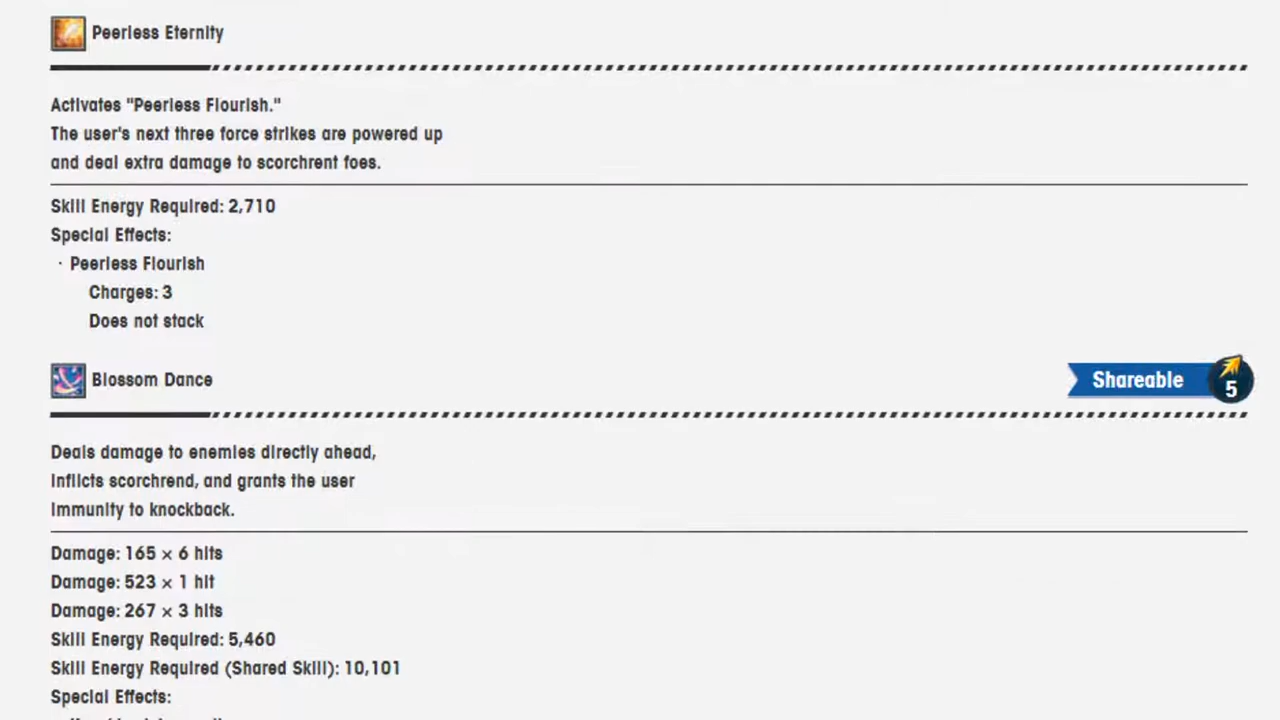 Peerless Eternity
Activates "Peerless Flourish."
The user's next three force strikes are powered up
and deal extra damage to scorchrent foes.
Skill Energy Required: 2,710
Special Effects:
· Peerless Flourish
Charges: 3
Does not stack
Blossom Dance
Shareable 5
Deals damage to enemies directly ahead,
inflicts scorchrend, and grants the user
immunity to knockback.
Damage: 165 × 6 hits
Damage: 523 × 1 hit
Damage: 267 × 3 hits
Skill Energy Required: 5,460
Skill Energy Required (Shared Skill): 10,101
Special Effects: